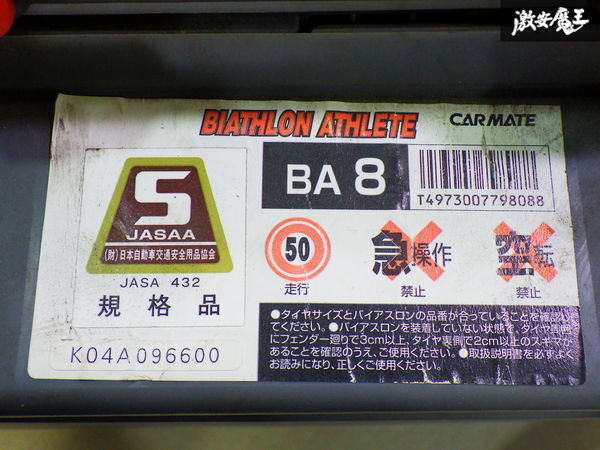 激安魔王
BIATHLON ATHLETE
CARMATE
S
JASAA
(財)日本自動車交通安全用品協会
JASA 432
規格品
K04A096600
BA 8
T4973007798088
50
走行
急操作
禁止
空転
禁止
●タイヤサイズとバイアスロンの品番が合っていることを確認し
てください。●バイアスロンを装着していない状態で、タイヤ周囲
にフェンダー廻りで3cm以上、タイヤ裏側で2cm以上のスキマが
あることを確認のうえ、ご使用ください。●取扱説明書を必ずよく
お読みになり、正しくご使用ください。